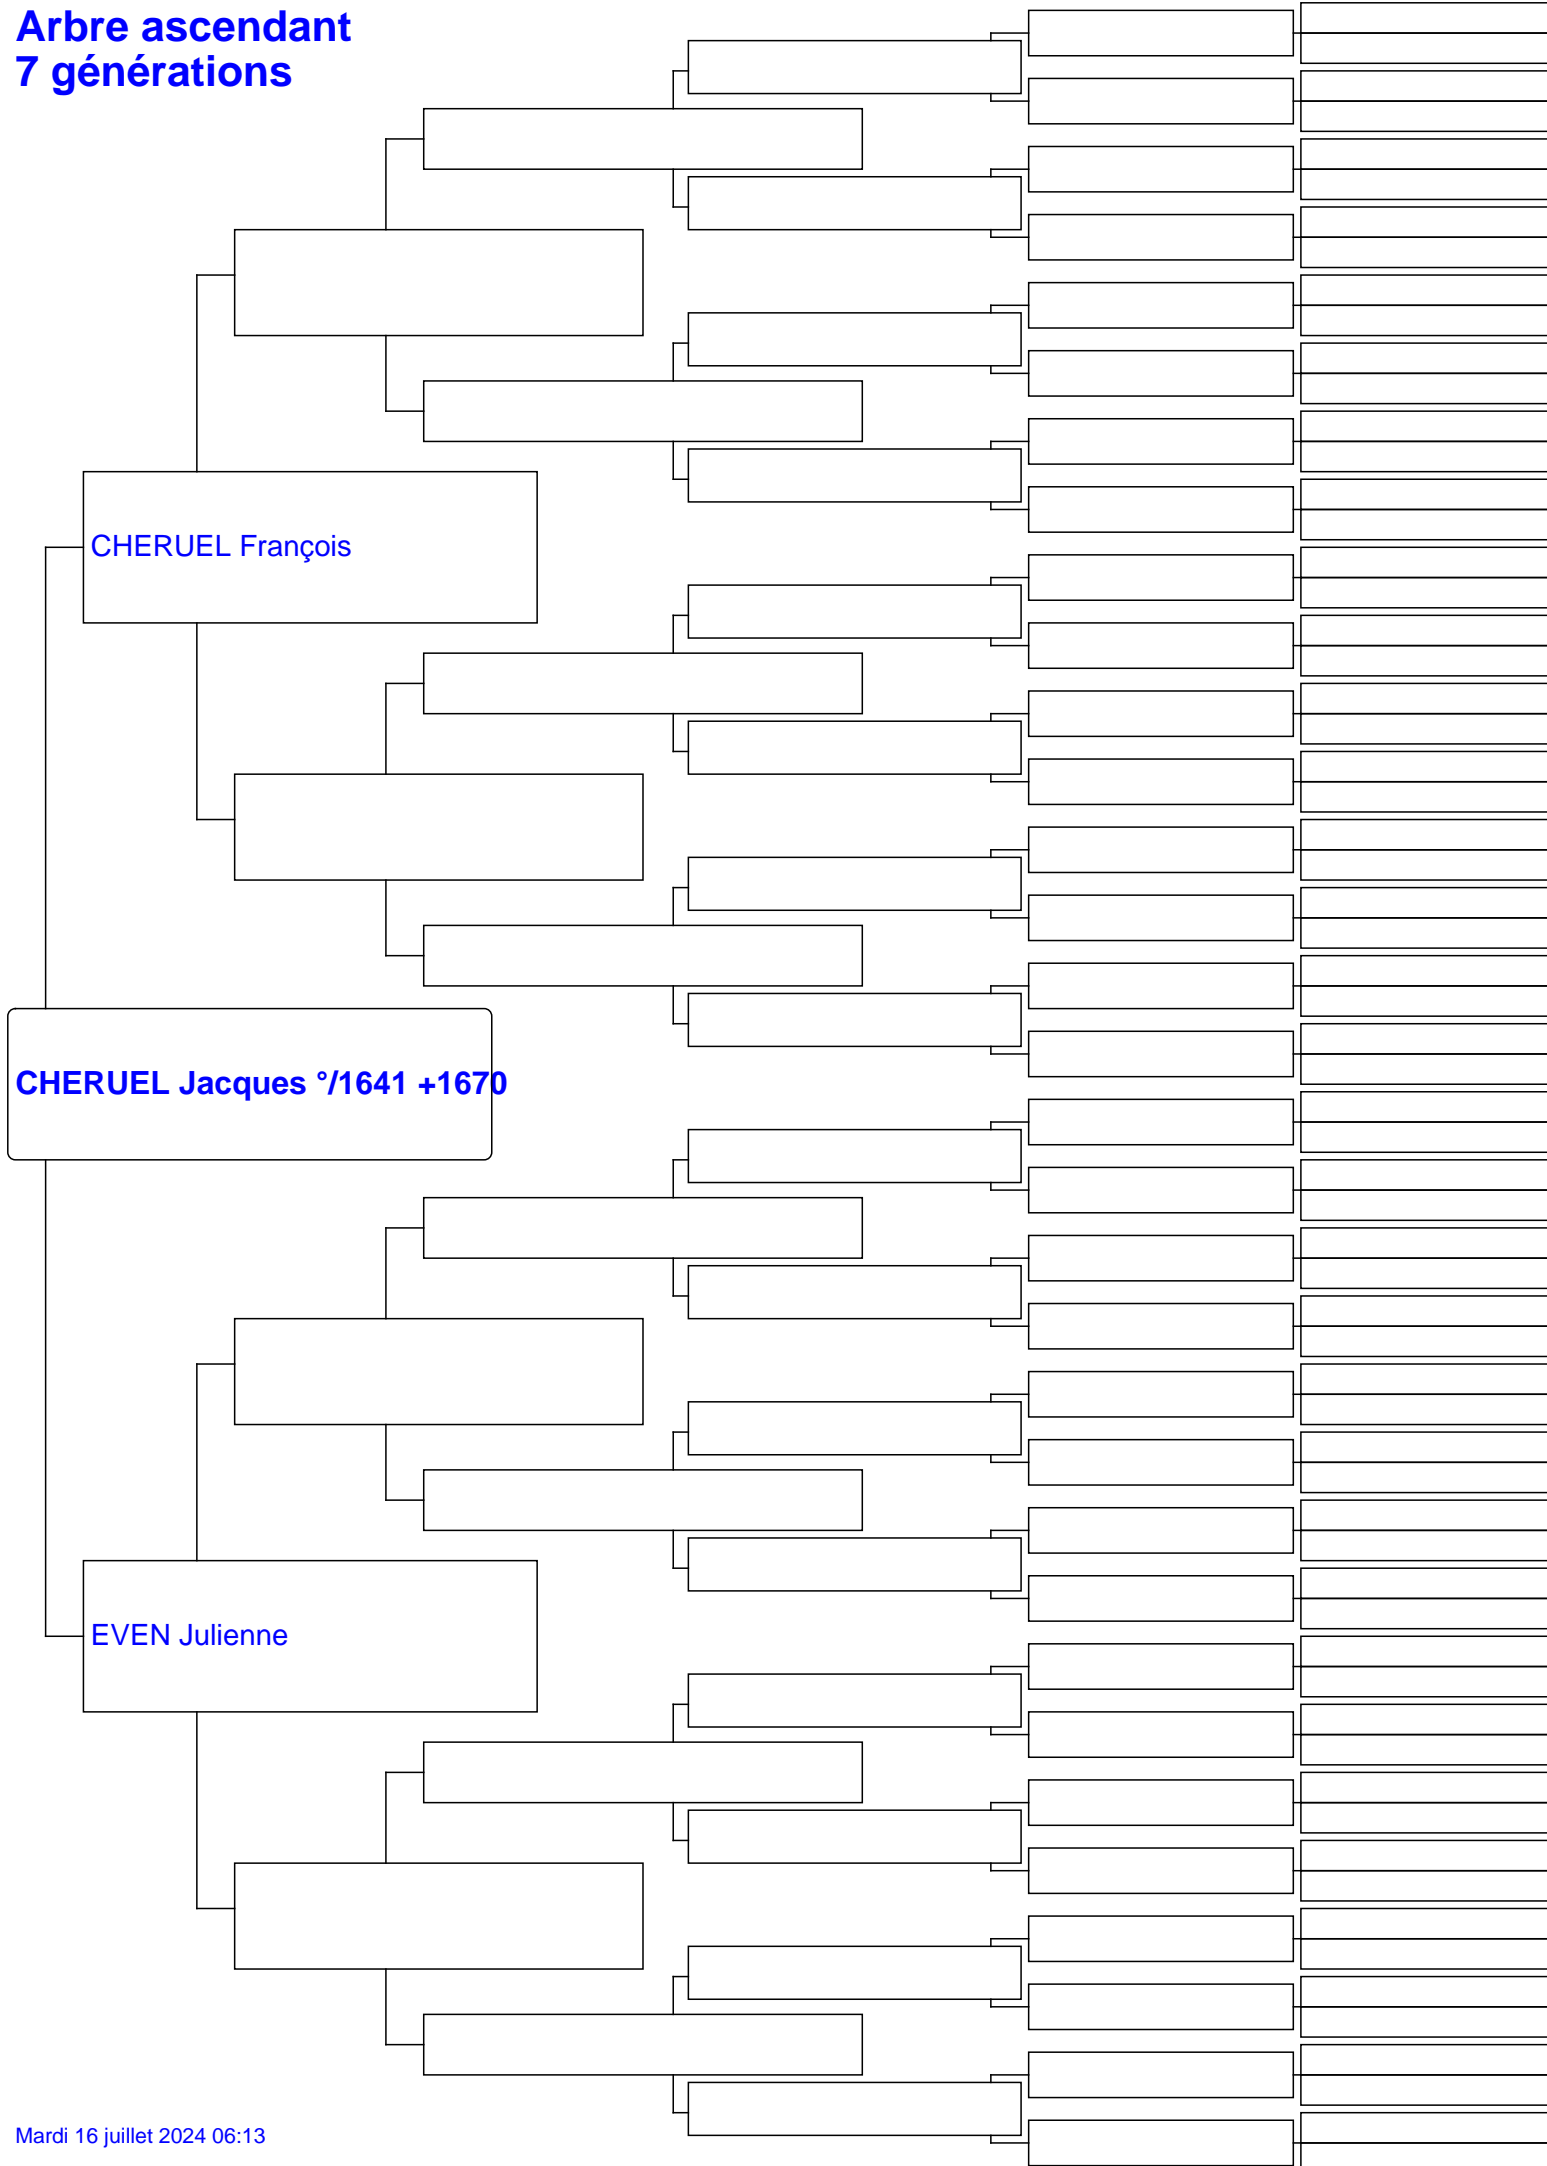 Arbre ascendant
7 générations
CHERUEL François
CHERUEL Jacques °/1641 +1670
EVEN Julienne
Mardi 16 juillet 2024 06:13